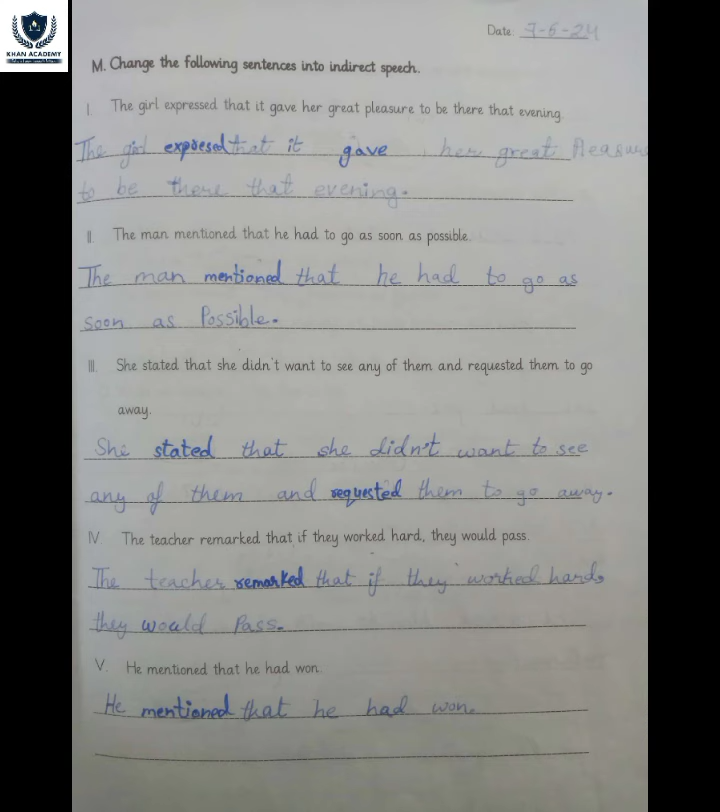 KHAN ACADEMY
Date: 7-5-24
M. Change the following sentences into indirect speech.
I. The girl expressed that it gave her great pleasure to be there that evening.
The girl expresed that it gave her great Pleasure
to be there that evening.
II. The man mentioned that he had to go as soon as possible.
The man mentioned that he had to go as
soon as Possible.
III. She stated that she didn't want to see any of them and requested them to go
away.
She stated that she didn't want to see
any of them and requested them to go away.
IV. The teacher remarked that if they worked hard, they would pass.
The teacher remarked that if they worked hard,
they would Pass.
V. He mentioned that he had won.
He mentioned that he had won.